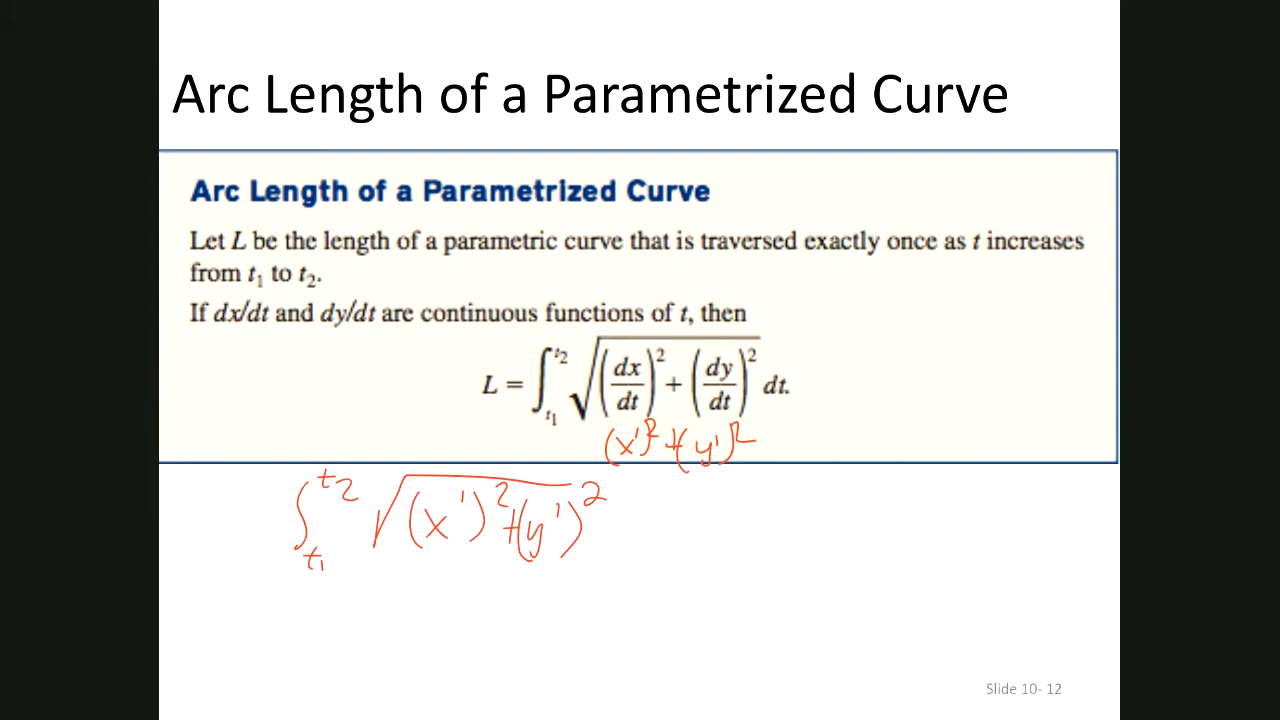 Arc Length of a Parametrized Curve
Arc Length of a Parametrized Curve
Let L be the length of a parametric curve that is traversed exactly once as t increases
from t₁ to t₂.
If dx/dt and dy/dt are continuous functions of t, then
L = ∫_{t₁}^{t₂} √((dx/dt)² + (dy/dt)²) dt.
(x')² + (y')²
∫_{t₁}^{t₂} √((x')² + (y')²)
Slide 10- 12